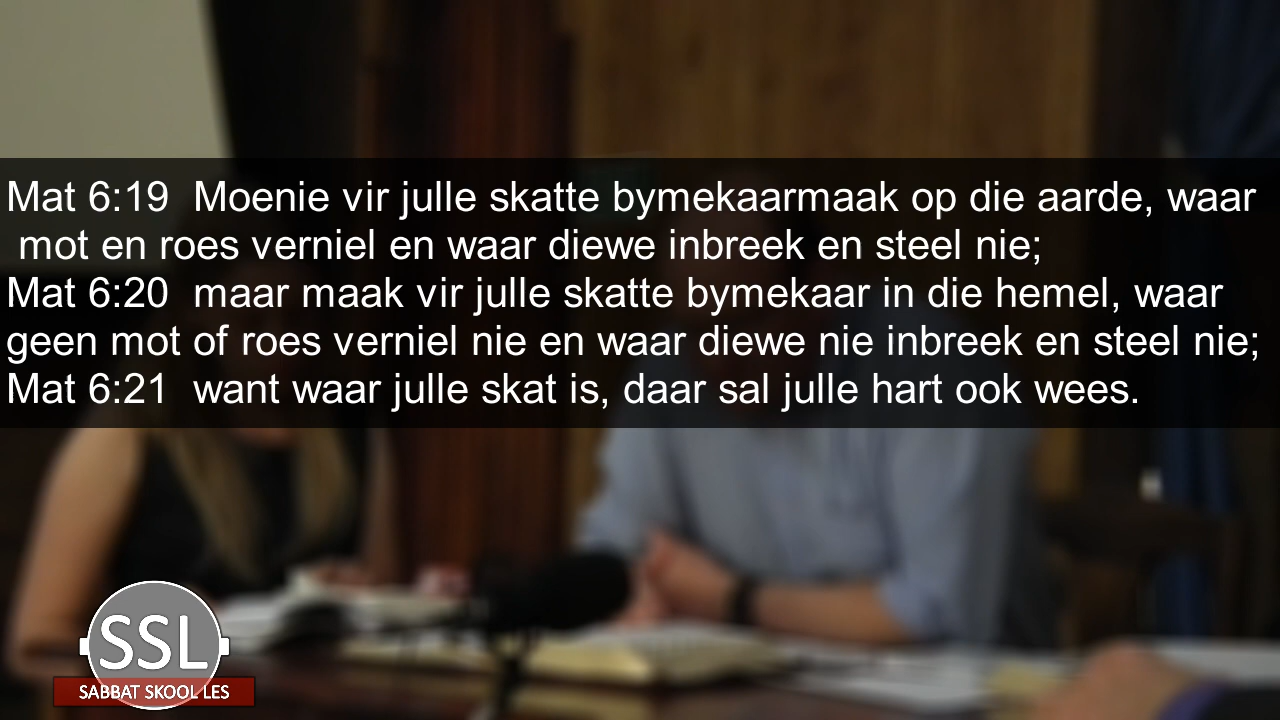 Mat 6:19  Moenie vir julle skatte bymekaarmaak op die aarde, waar
mot en roes verniel en waar diewe inbreek en steel nie;
Mat 6:20  maar maak vir julle skatte bymekaar in die hemel, waar
geen mot of roes verniel nie en waar diewe nie inbreek en steel nie;
Mat 6:21  want waar julle skat is, daar sal julle hart ook wees.
SSL
SABBAT SKOOL LES